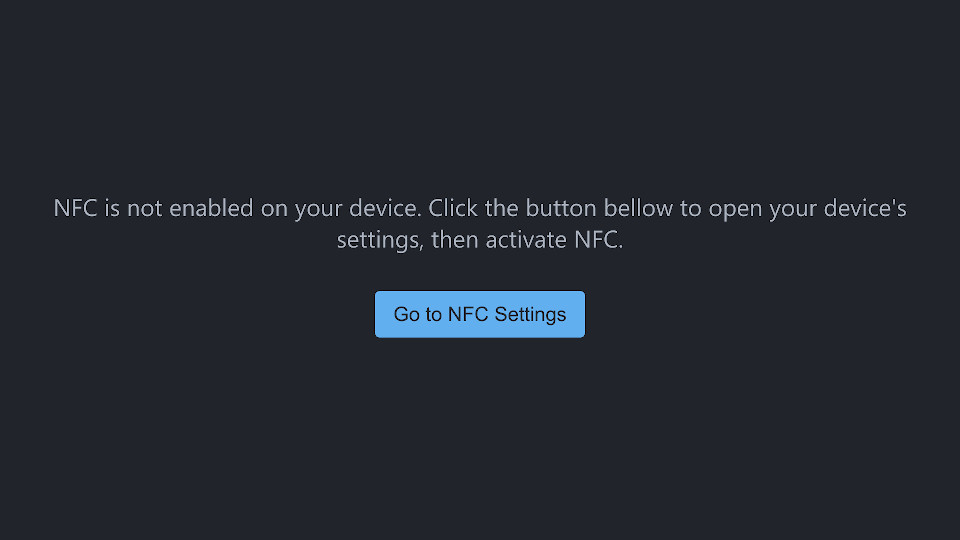 NFC is not enabled on your device. Click the button bellow to open your device's
settings, then activate NFC.
Go to NFC Settings